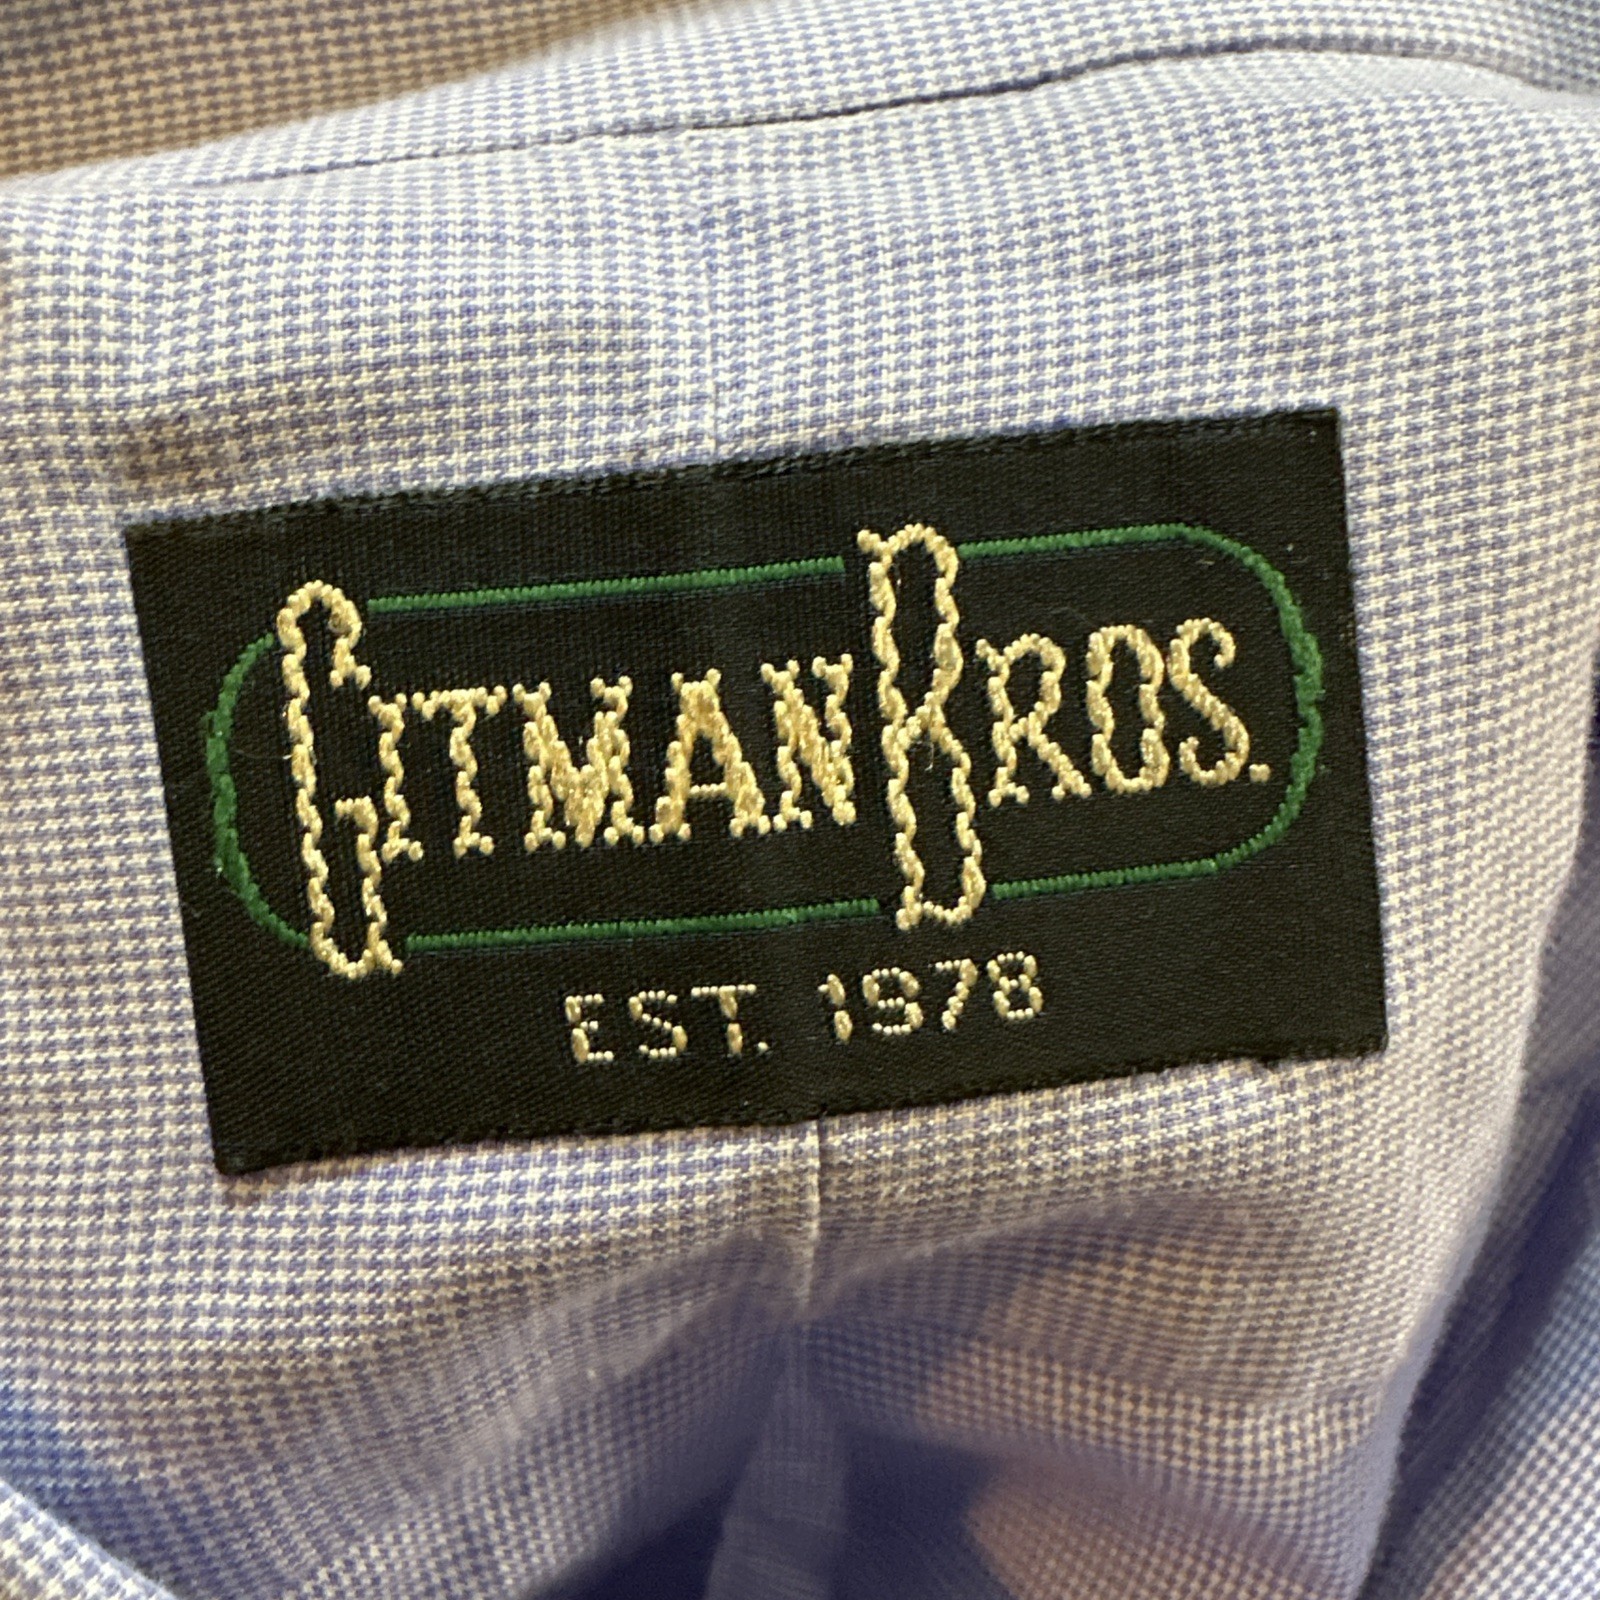 GITMAN BROS.
EST. 1978